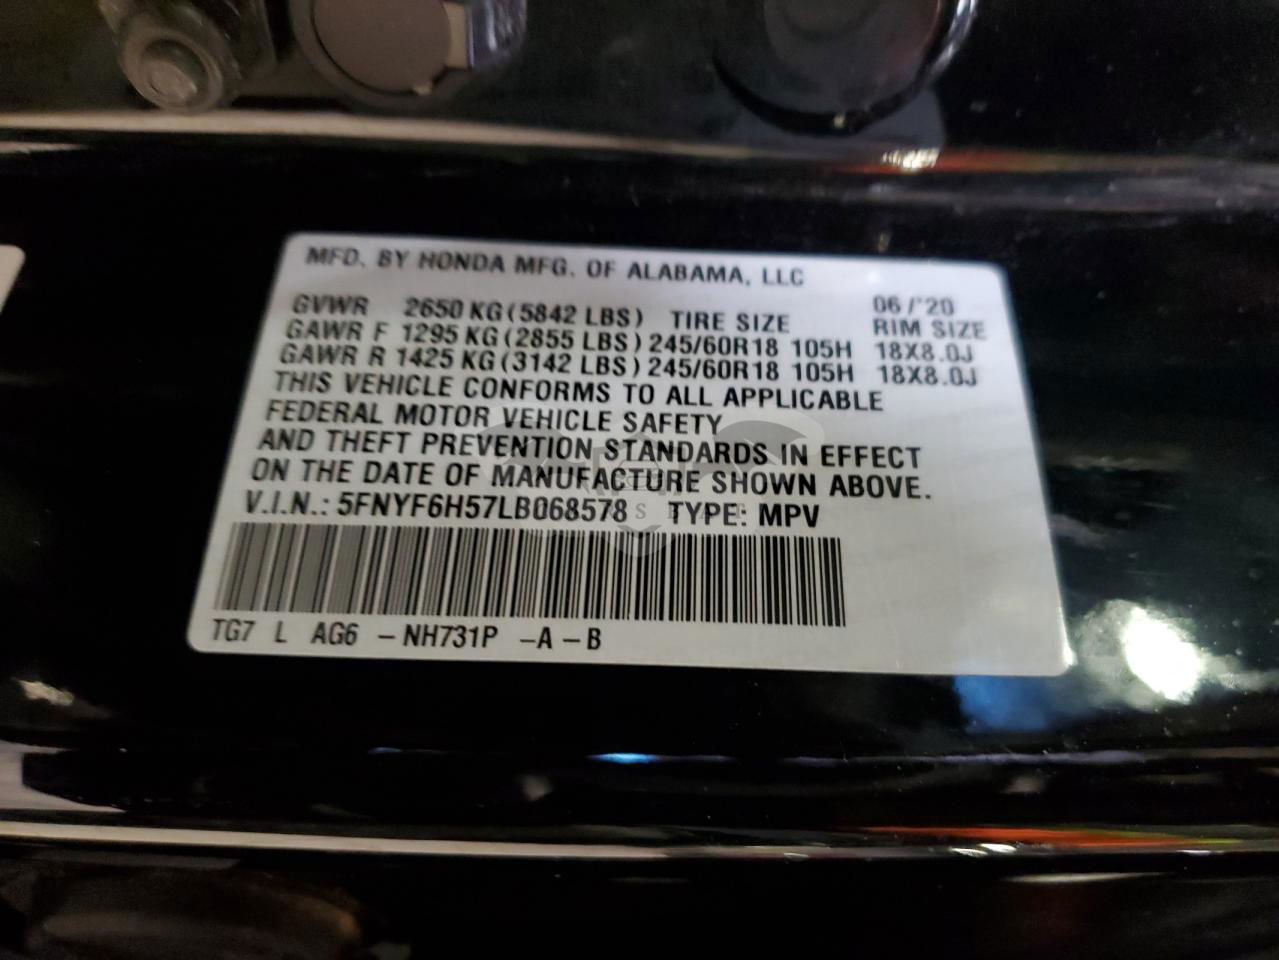 MFD. BY HONDA MFG. OF ALABAMA, LLC
GVWR 2650 KG (5842 LBS) TIRE SIZE 06/'20 RIM SIZE
GAWR F 1295 KG (2855 LBS) 245/60R18 105H 18X8.0J
GAWR R 1425 KG (3142 LBS) 245/60R18 105H 18X8.0J
THIS VEHICLE CONFORMS TO ALL APPLICABLE
FEDERAL MOTOR VEHICLE SAFETY
AND THEFT PREVENTION STANDARDS IN EFFECT
ON THE DATE OF MANUFACTURE SHOWN ABOVE.
V.I.N.: 5FNYF6H57LB068578 TYPE: MPV
TG7 L AG6 -NH731P -A-B